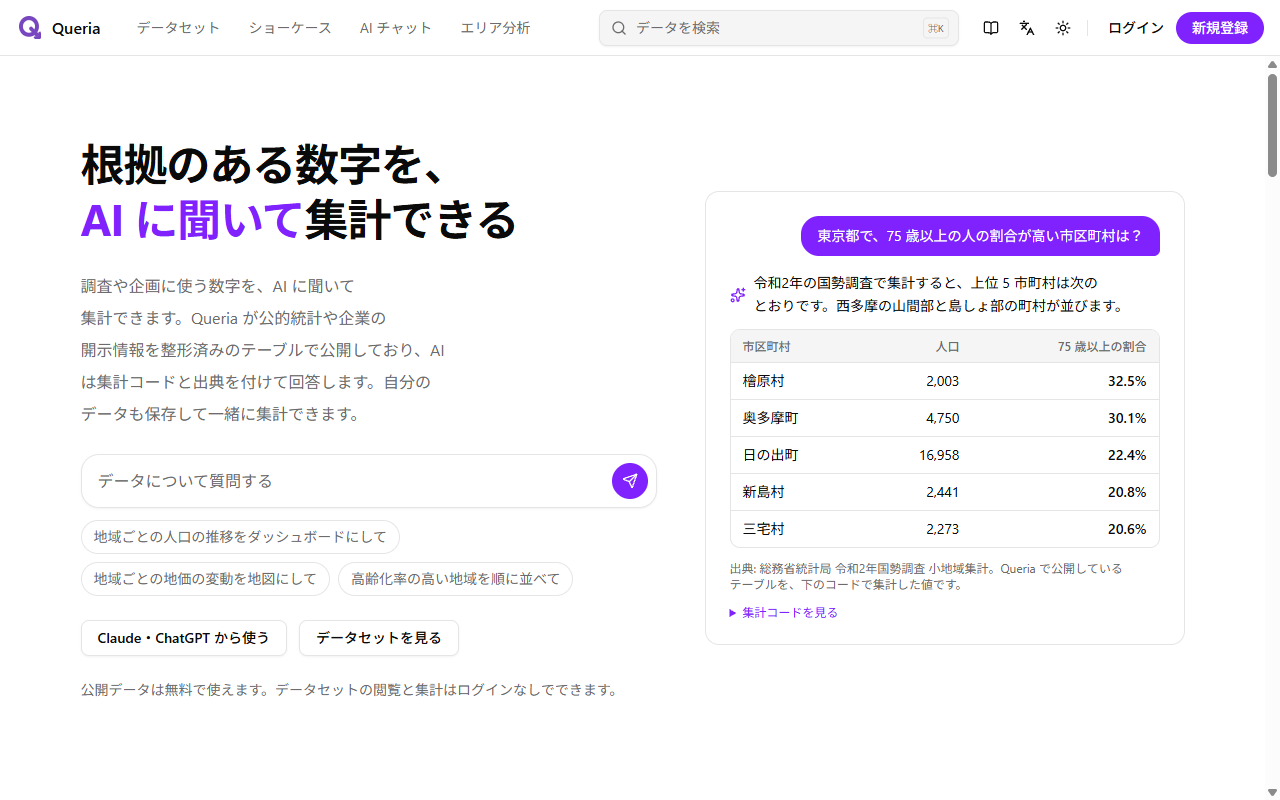 Queria
データセット
ショーケース
AI チャット
エリア分析
データを検索
⌘K
ログイン
新規登録
根拠のある数字を、
AI に聞いて集計できる
調査や企画に使う数字を、AI に聞いて
集計できます。Queria が公的統計や企業の
開示情報を整形済みのテーブルで公開しており、AI
は集計コードと出典を付けて回答します。自分の
データも保存して一緒に集計できます。
データについて質問する
地域ごとの人口の推移をダッシュボードにして
地域ごとの地価の変動を地図にして
高齢化率の高い地域を順に並べて
Claude・ChatGPT から使う
データセットを見る
公開データは無料で使えます。データセットの閲覧と集計はログインなしでできます。
東京都で、75 歳以上の人の割合が高い市区町村は？
令和2年の国勢調査で集計すると、上位 5 市町村は次の
とおりです。西多摩の山間部と島しょ部の町村が並びます。
市区町村 人口 75 歳以上の割合
檜原村 2,003 32.5%
奥多摩町 4,750 30.1%
日の出町 16,958 22.4%
新島村 2,441 20.8%
三宅村 2,273 20.6%
出典: 総務省統計局 令和2年国勢調査 小地域集計。Queria で公開している
テーブルを、下のコードで集計した値です。
▶ 集計コードを見る